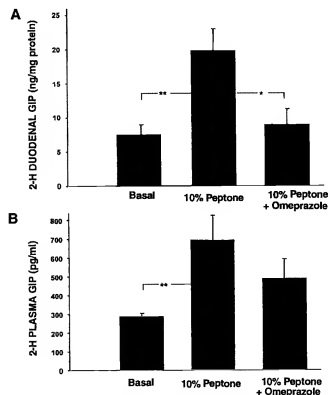 A
2-H DUODENAL GIP (ng/mg protein)
25
20
15
10
5
0
**
*
Basal
10% Peptone
10% Peptone
+ Omeprazole
B
2-H PLASMA GIP (pg/ml)
800
700
600
500
400
300
200
100
0
**
Basal
10% Peptone
10% Peptone
+ Omeprazole